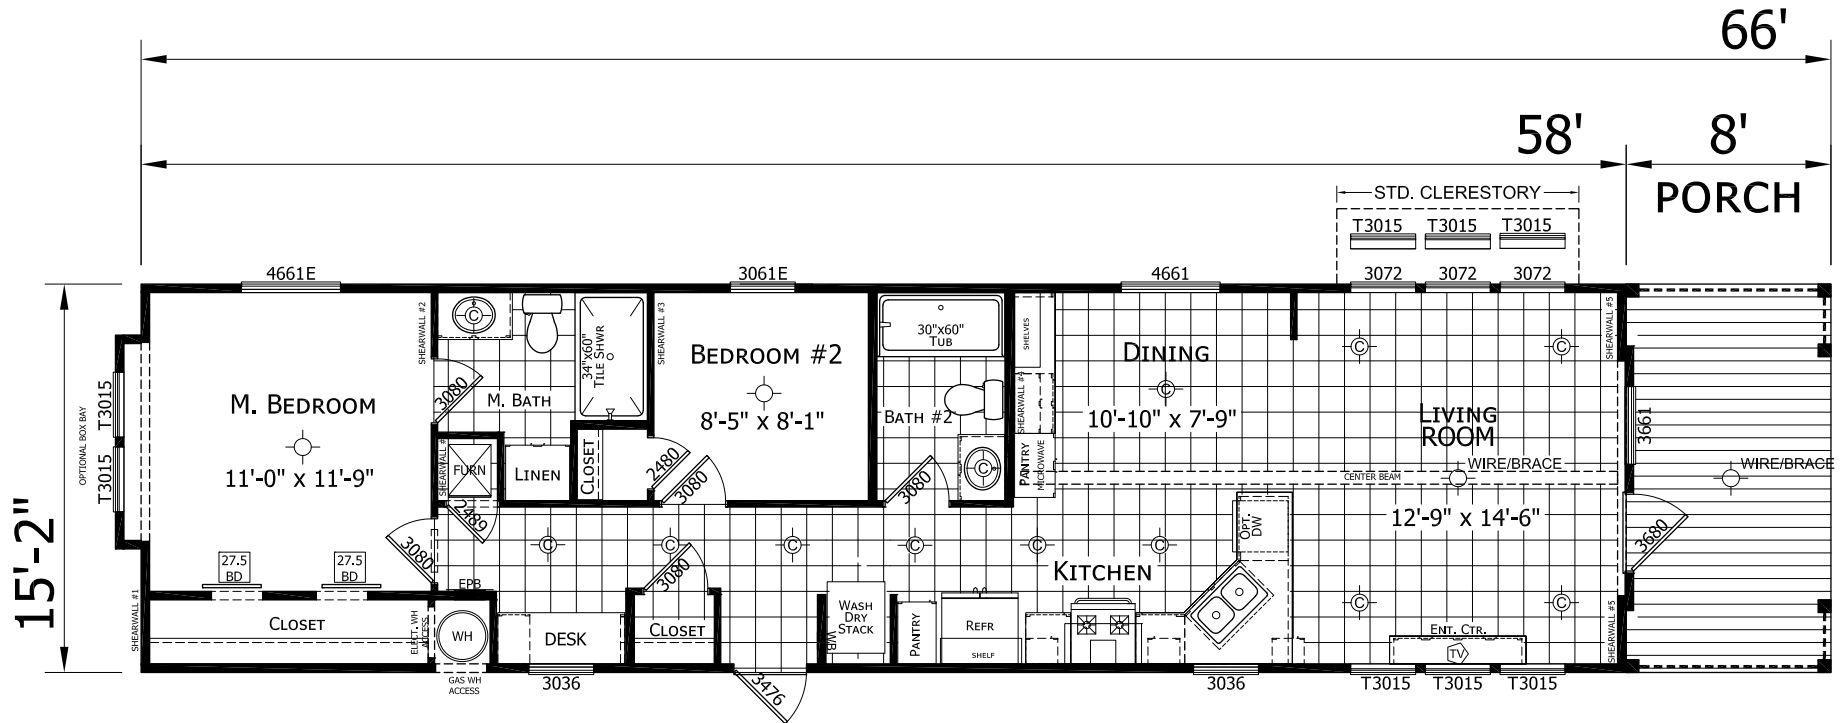 66'
58'
8'
PORCH
STD. CLERESTORY
T3015
T3015
T3015
4661E
3061E
4661
3072
3072
3072
15'-2"
OPTIONAL BOX BAY
T3015
T3015
M. BEDROOM
11'-0" x 11'-9"
27.5
BD
27.5
BD
SHEARWALL #1
CLOSET
SHEARWALL #2
3080
C
M. BATH
34"x60"
TILE SHWR
SHEARWALL #3
BEDROOM #2
8'-5" x 8'-1"
FURN
2489
LINEN
CLOSET
2480
3080
3080
EPB
ELECT. WH
ACCESS
WH
GAS WH
ACCESS
DESK
3036
3080
CLOSET
3476
30"x60"
TUB
BATH #2
C
3080
SHELVES
PANTRY
MICROWAVE
DINING
C
10'-10" x 7'-9"
C
C
C
C
C
C
KITCHEN
WASH
DRY
STACK
W/B
PANTRY
REFR
SHELF
OPT.
DW
3036
C
C
LIVING
ROOM
WIRE/BRACE
CENTER BEAM
12'-9" x 14'-6"
C
C
ENT. CTR.
TV
T3015
T3015
T3015
SHEARWALL #5
SHEARWALL #5
3661
3680
WIRE/BRACE